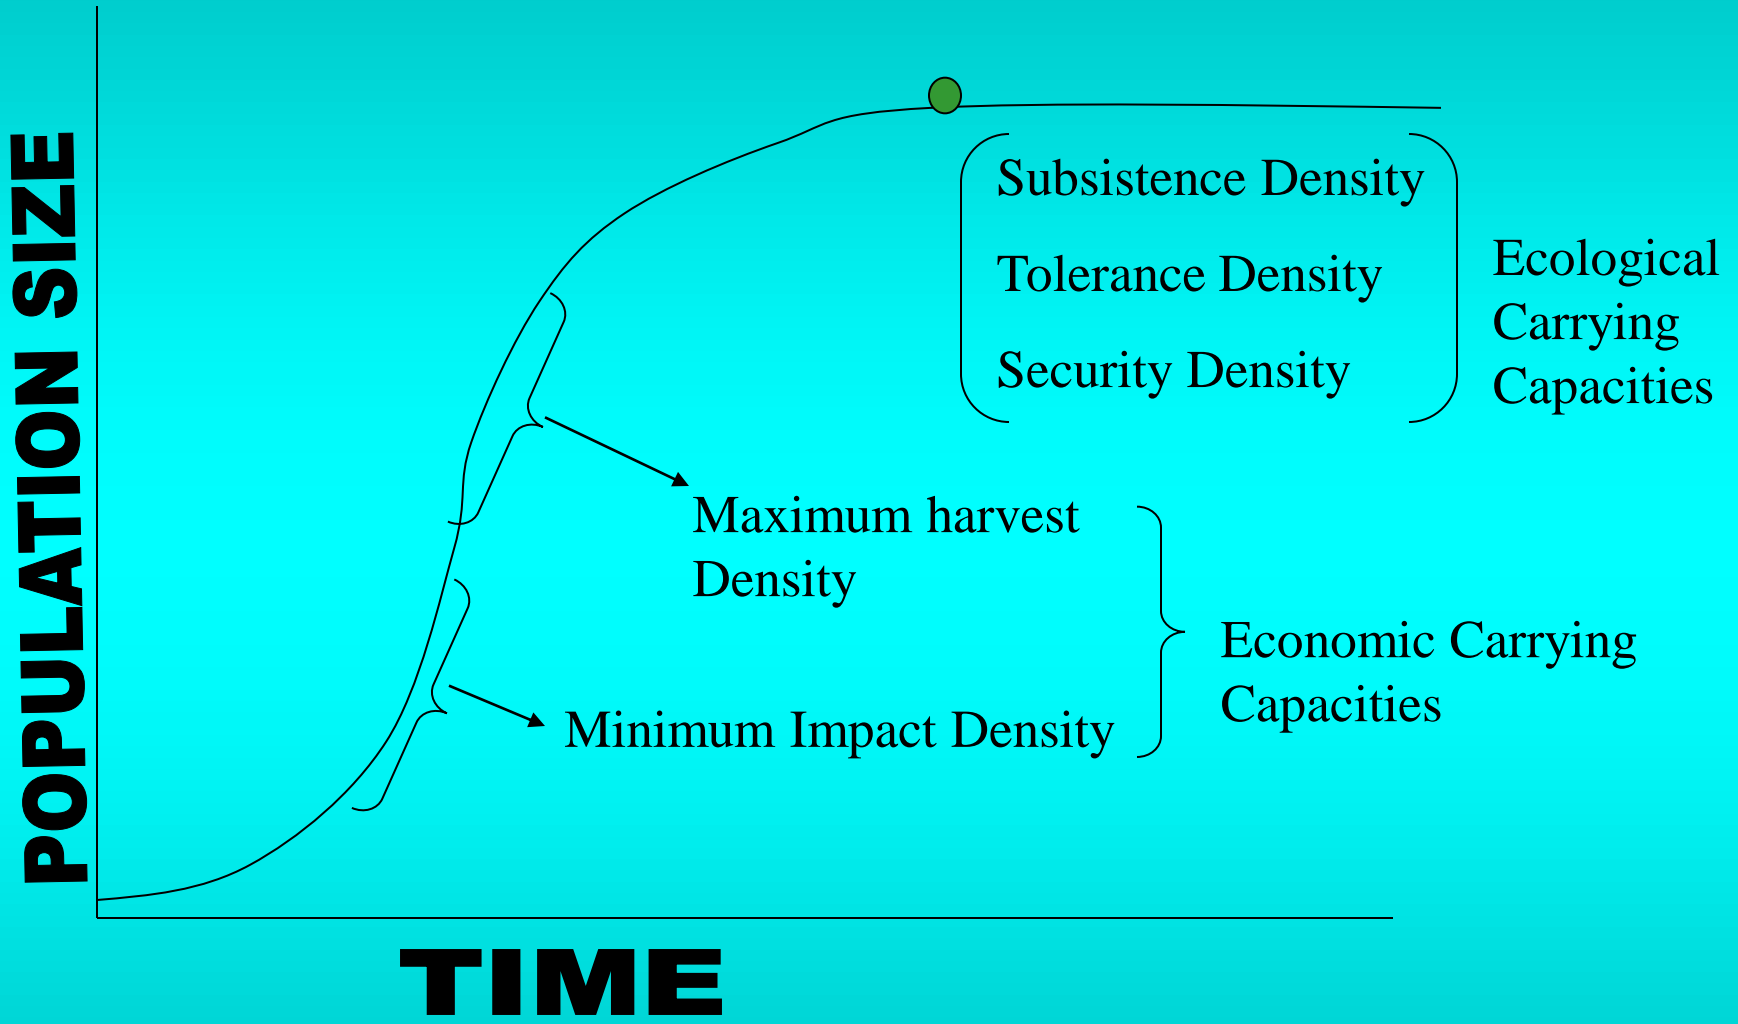 POPULATION SIZE
Subsistence Density
Tolerance Density
Security Density
Ecological
Carrying
Capacities
Maximum harvest
Density
Minimum Impact Density
Economic Carrying
Capacities
TIME